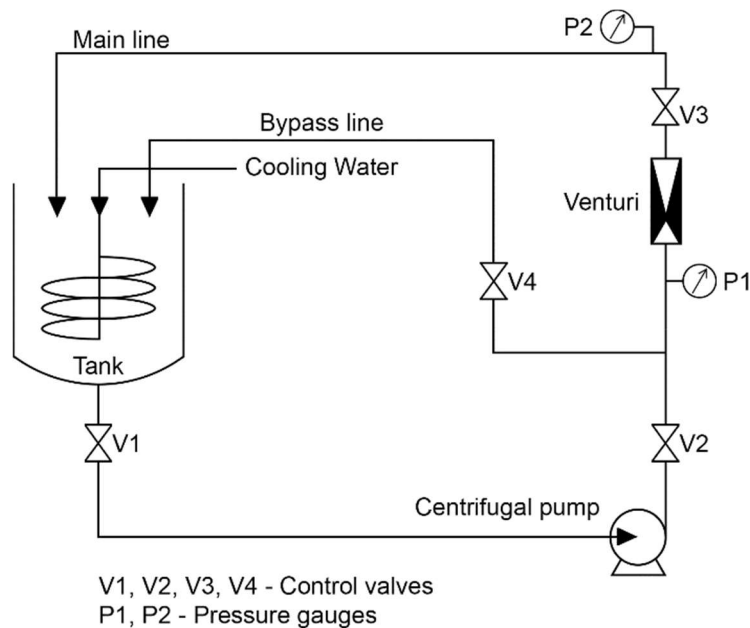 P2
Main line
V3
Bypass line
Cooling Water
Venturi
V4
P1
Tank
V1
V2
Centrifugal pump
V1, V2, V3, V4 - Control valves
P1, P2 - Pressure gauges